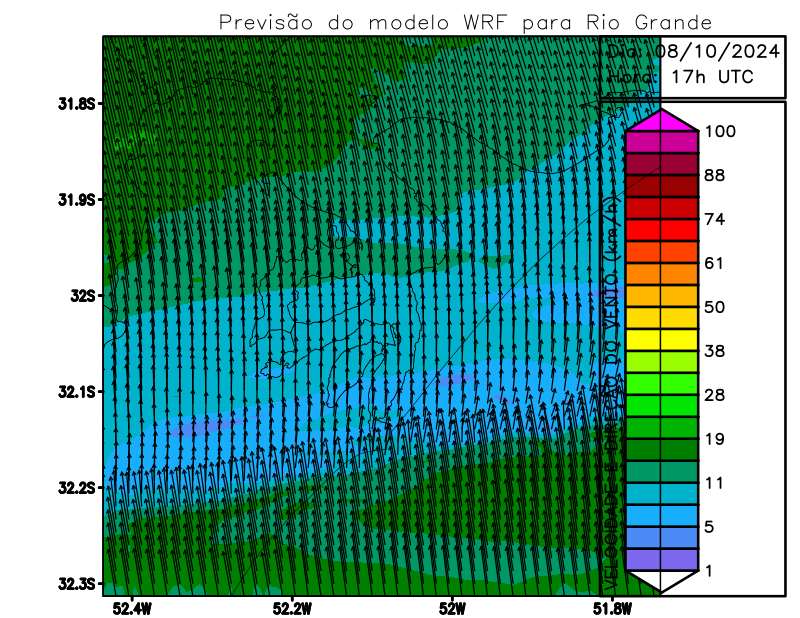 Previsão do modelo WRF para Rio Grande
Dia: 08/10/2024
Hora: 17h UTC
31.8S
31.9S
32S
32.1S
32.2S
32.3S
52.4W
52.2W
52W
51.8W
VELOCIDADE E DIREÇÃO DO VENTO (km/h)
100
88
74
61
50
38
28
19
11
5
1